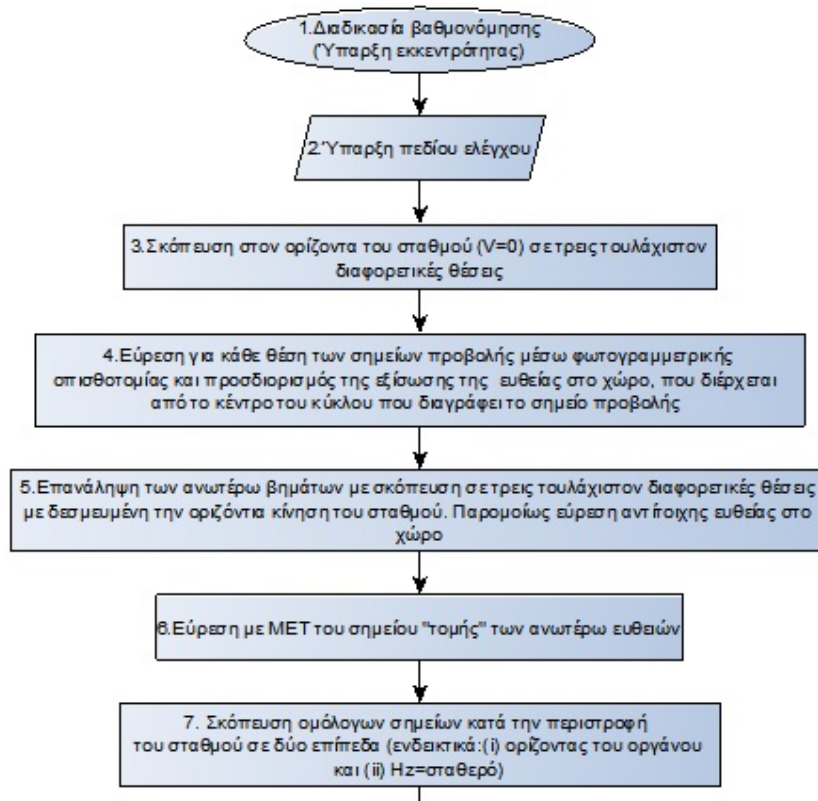 1.Διαδικασία βαθμονόμησης
(Ύπαρξη εκκεντρότητας)
2.Ύπαρξη πεδίου ελέγχου
3.Σκόπευση στον ορίζοντα του σταθμού (V=0) σε τρεις τουλάχιστον
διαφορετικές θέσεις
4.Εύρεση για κάθε θέση των σημείων προβολής μέσω φωτογραμμετρικής
οπισθοτομίας και προσδιορισμός της εξίσωσης της ευθείας στο χώρο, που διέρχεται
από το κέντρο του κύκλου που διαγράφει το σημείο προβολής
5.Επανάληψη των ανωτέρω βημάτων με σκόπευση σε τρεις τουλάχιστον διαφορετικές θέσεις
με δεσμευμένη την οριζόντια κίνηση του σταθμού. Παρομοίως εύρεση αντίτοιχης ευθείας στο
χώρο
6.Εύρεση με ΜΕΤ του σημείου "τομής" των ανωτέρω ευθειών
7. Σκόπευση ομόλογων σημείων κατά την περιστροφή
του σταθμού σε δύο επίπεδα (ενδεικτικά:(i) ορίζοντας του οργάνου
και (ii) Hz=σταθερό)